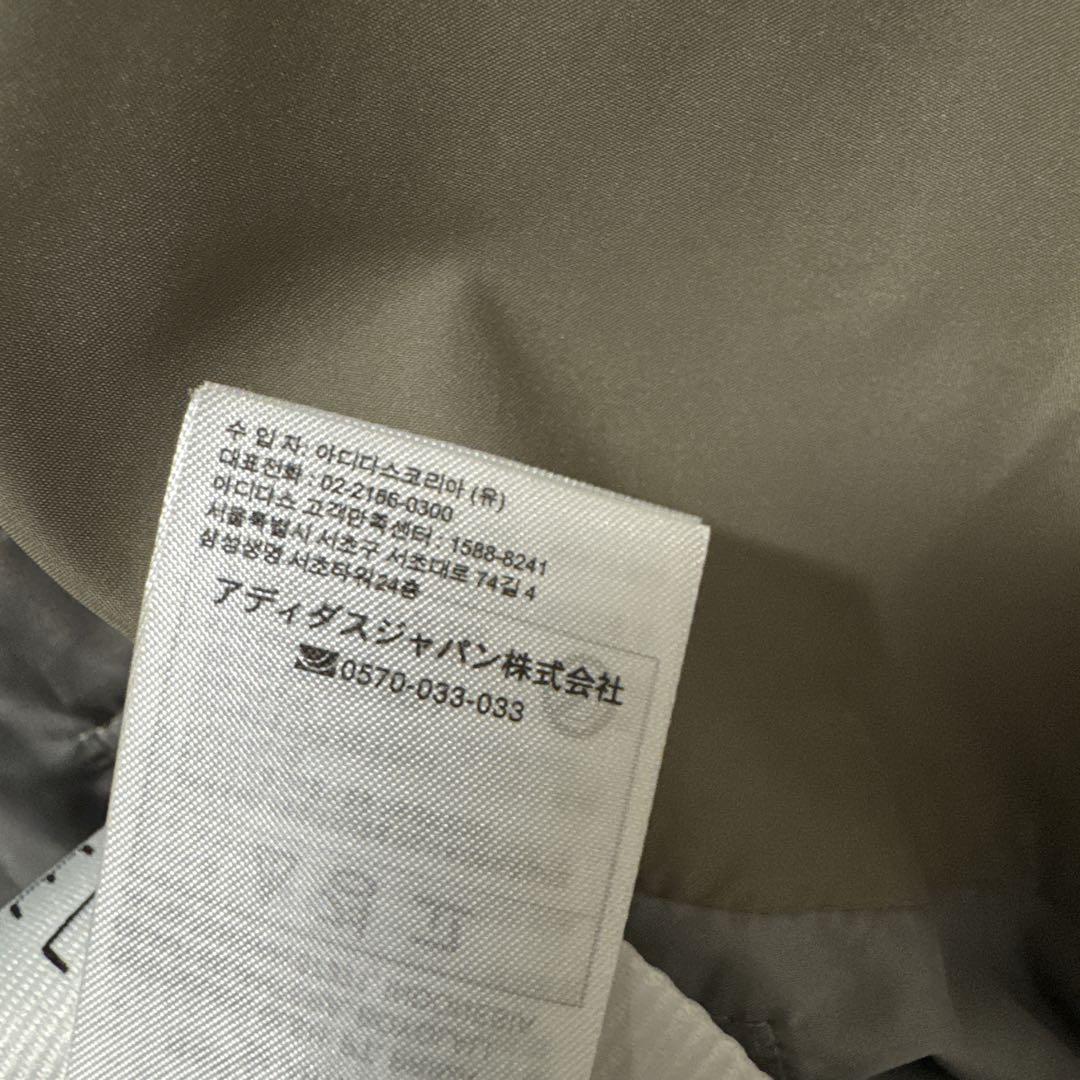 수 입 자: 아디다스코리아 (유)
대표전화 : 02.2186-0300
아디다스 고객만족센터 : 1588-8241
서울특별시 서초구 서초대로 74길 4
삼성생명 서초타워24층
アディダスジャパン株式会社
0570-033-033